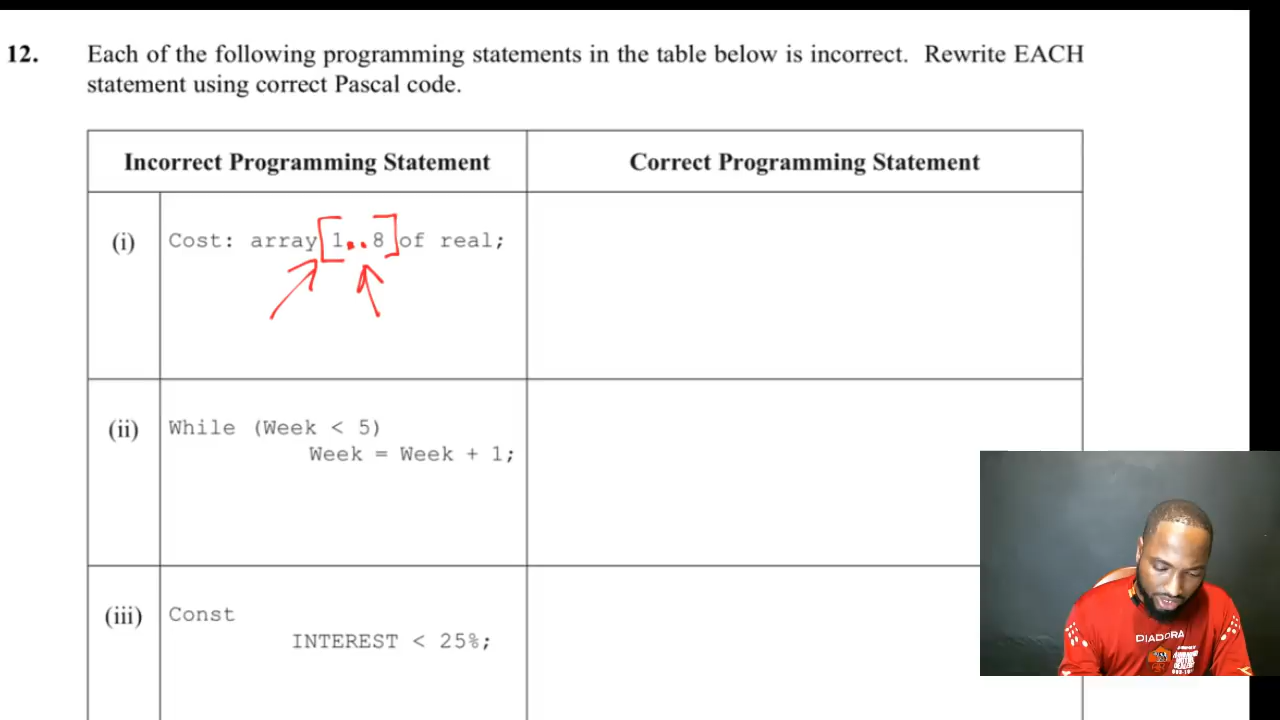 12. Each of the following programming statements in the table below is incorrect. Rewrite EACH
statement using correct Pascal code.
Incorrect Programming Statement Correct Programming Statement
(i) Cost: array[1..8]of real;
(ii) While (Week < 5)
Week = Week + 1;
(iii) Const
INTEREST < 25%;
DIADORA